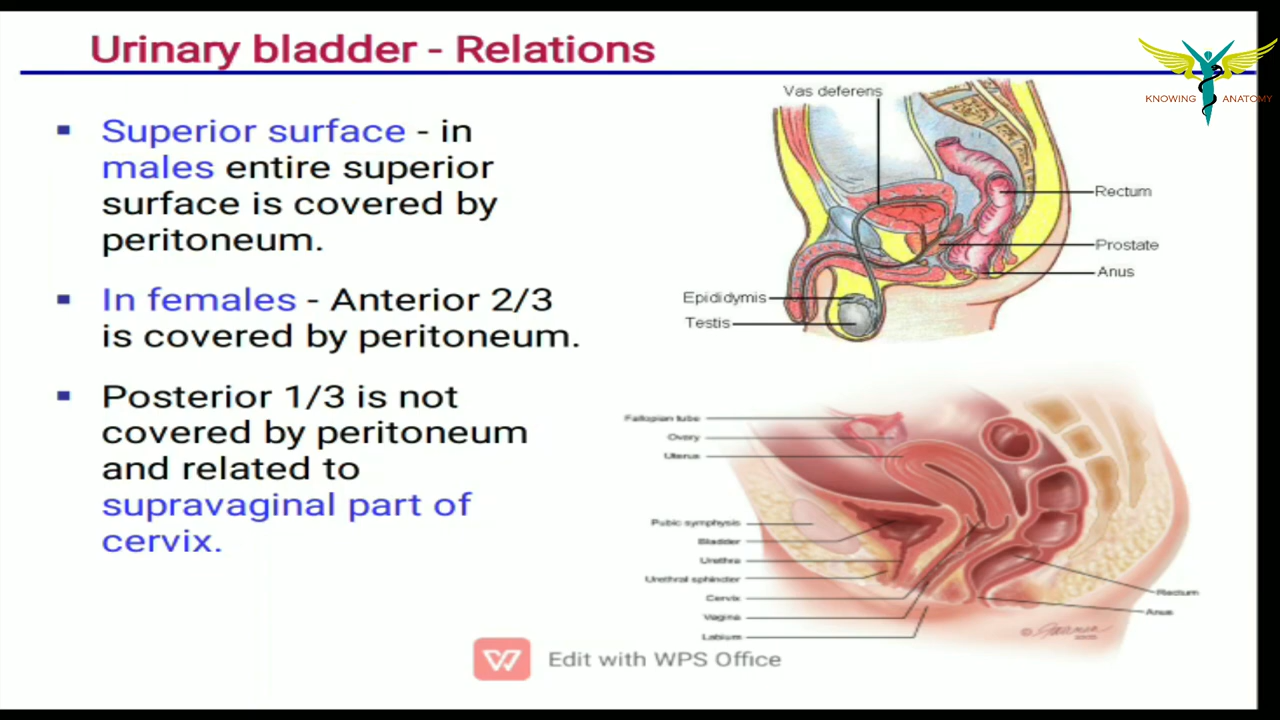 Urinary bladder - Relations
KNOWING ANATOMY
Superior surface - in
males entire superior
surface is covered by
peritoneum.
In females - Anterior 2/3
is covered by peritoneum.
Posterior 1/3 is not
covered by peritoneum
and related to
supravaginal part of
cervix.
Vas deferens
Rectum
Prostate
Anus
Epididymis
Testis
Fallopian tube
Ovary
Uterus
Pubic symphysis
Bladder
Urethra
Urethral sphincter
Cervix
Vagina
Labium
Rectum
Anus
Edit with WPS Office